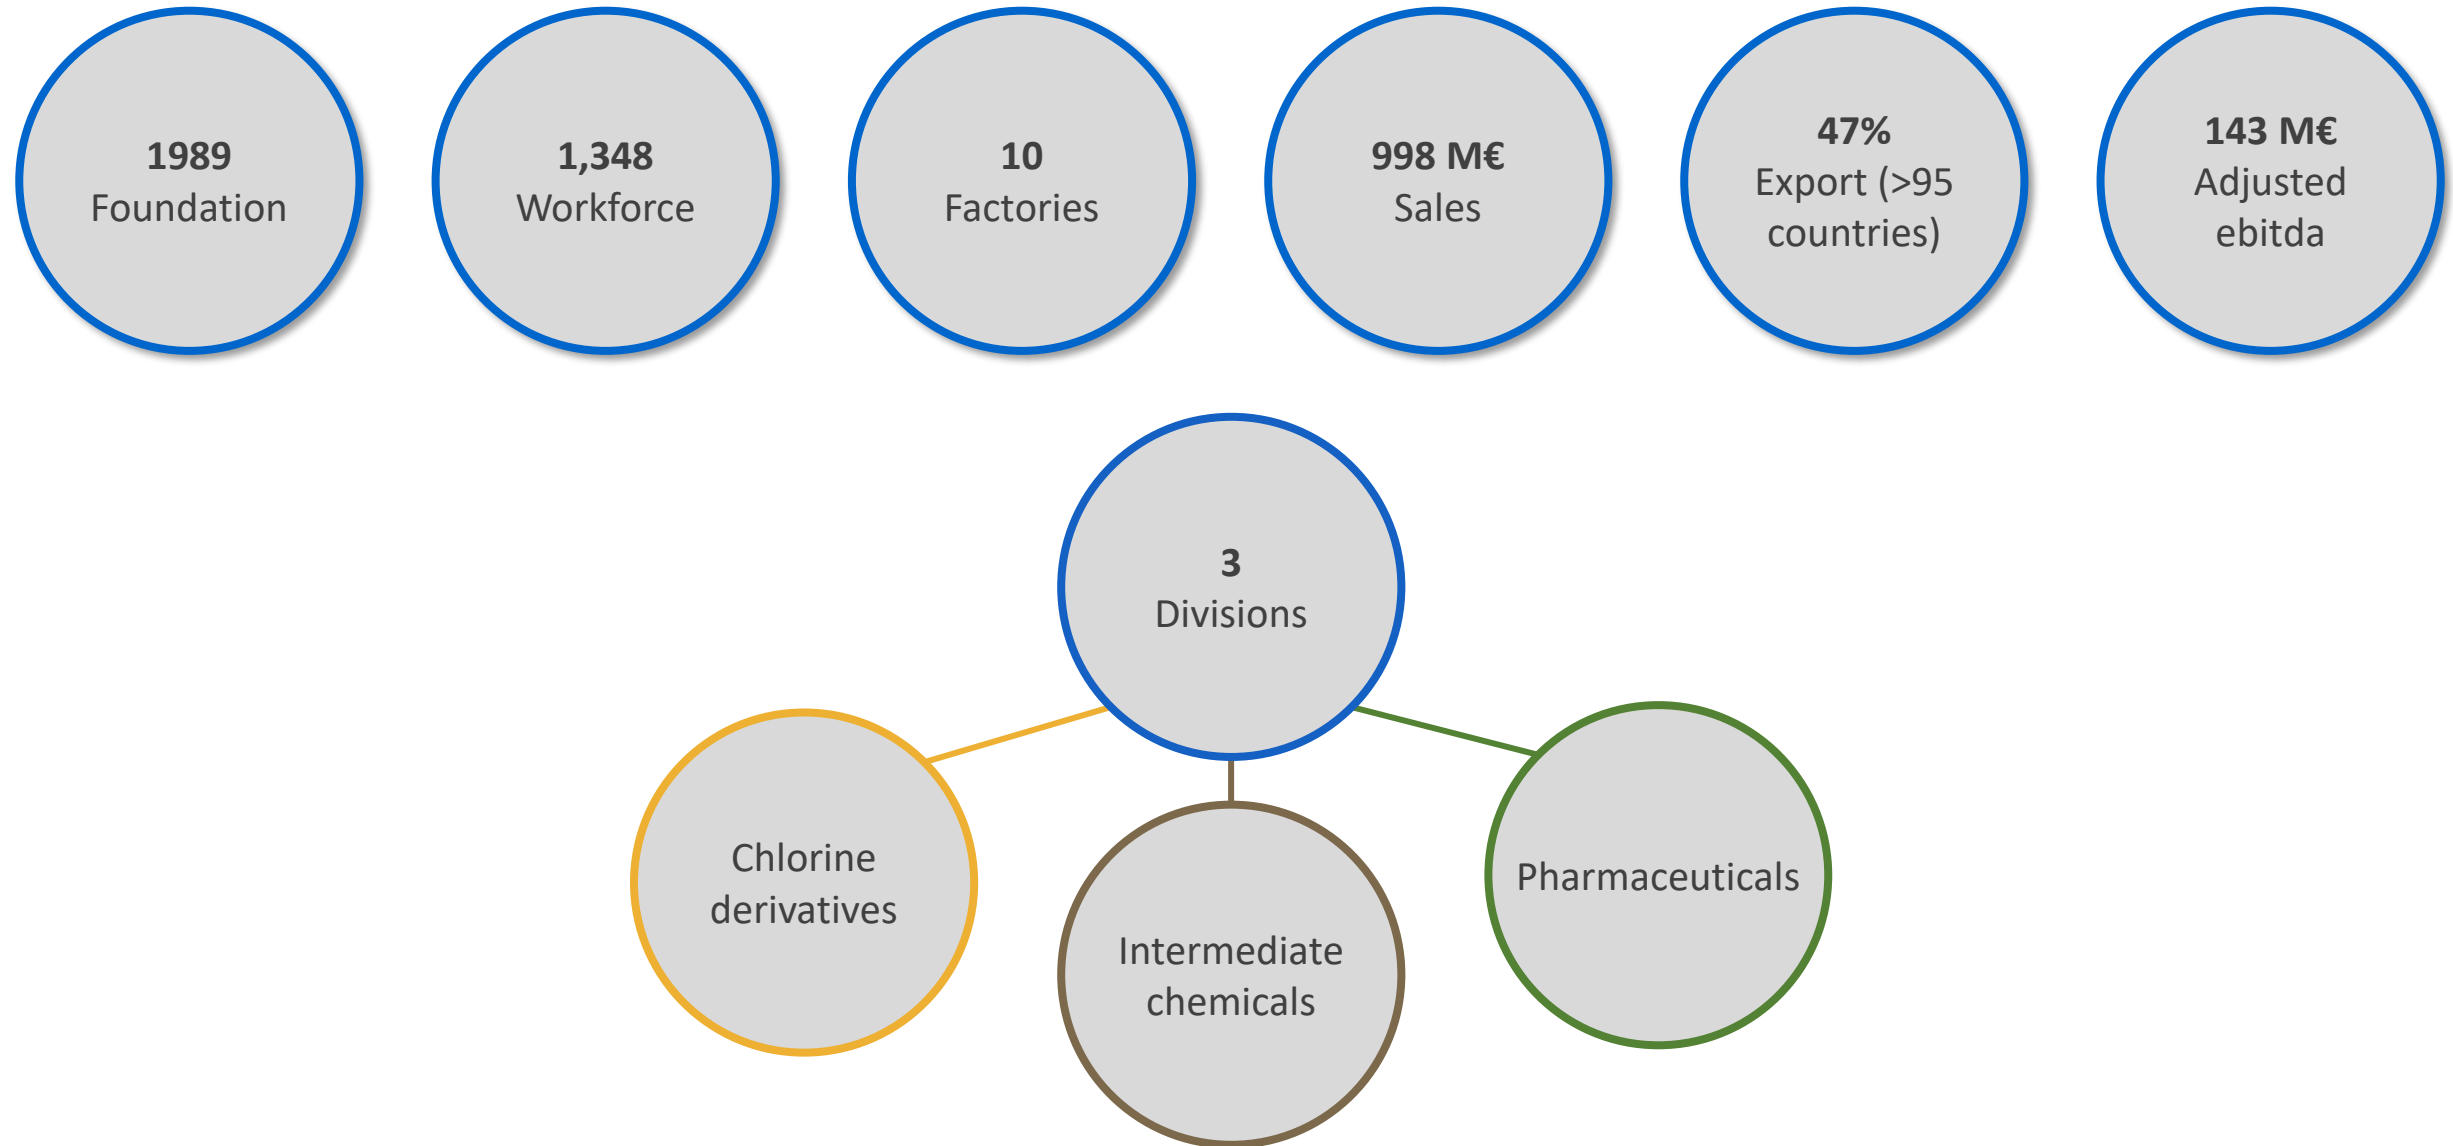 1989
Foundation
1,348
Workforce
10
Factories
998 M€
Sales
47%
Export (>95
countries)
143 M€
Adjusted
ebitda
3
Divisions
Chlorine
derivatives
Intermediate
chemicals
Pharmaceuticals